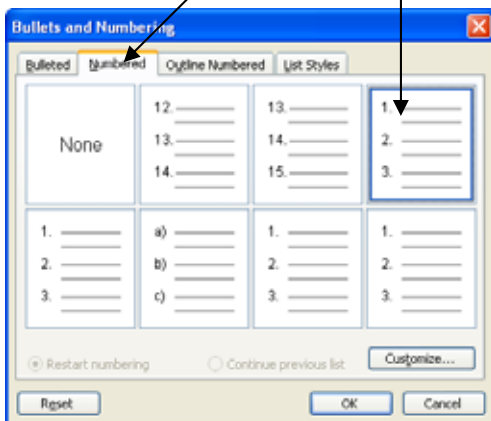 Bullets and Numbering
Bulleted Numbered Outline Numbered List Styles
None
12.
13.
14.
13.
14.
15.
1.
2.
3.
1.
2.
3.
a)
b)
c)
1.
2.
3.
1.
2.
3.
Restart numbering Continue previous list Customize...
Reset OK Cancel